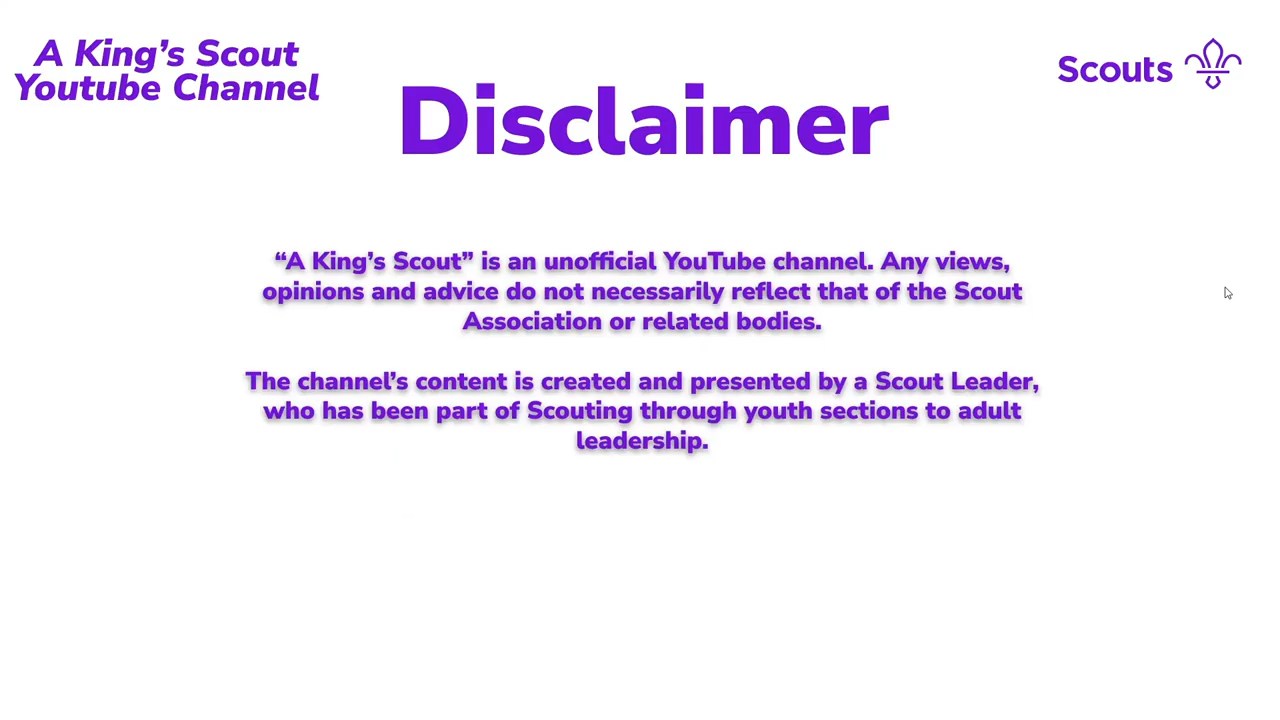 A King’s Scout
Youtube Channel
Scouts
Disclaimer
“A King’s Scout” is an unofficial YouTube channel. Any views,
opinions and advice do not necessarily reflect that of the Scout
Association or related bodies.
The channel’s content is created and presented by a Scout Leader,
who has been part of Scouting through youth sections to adult
leadership.